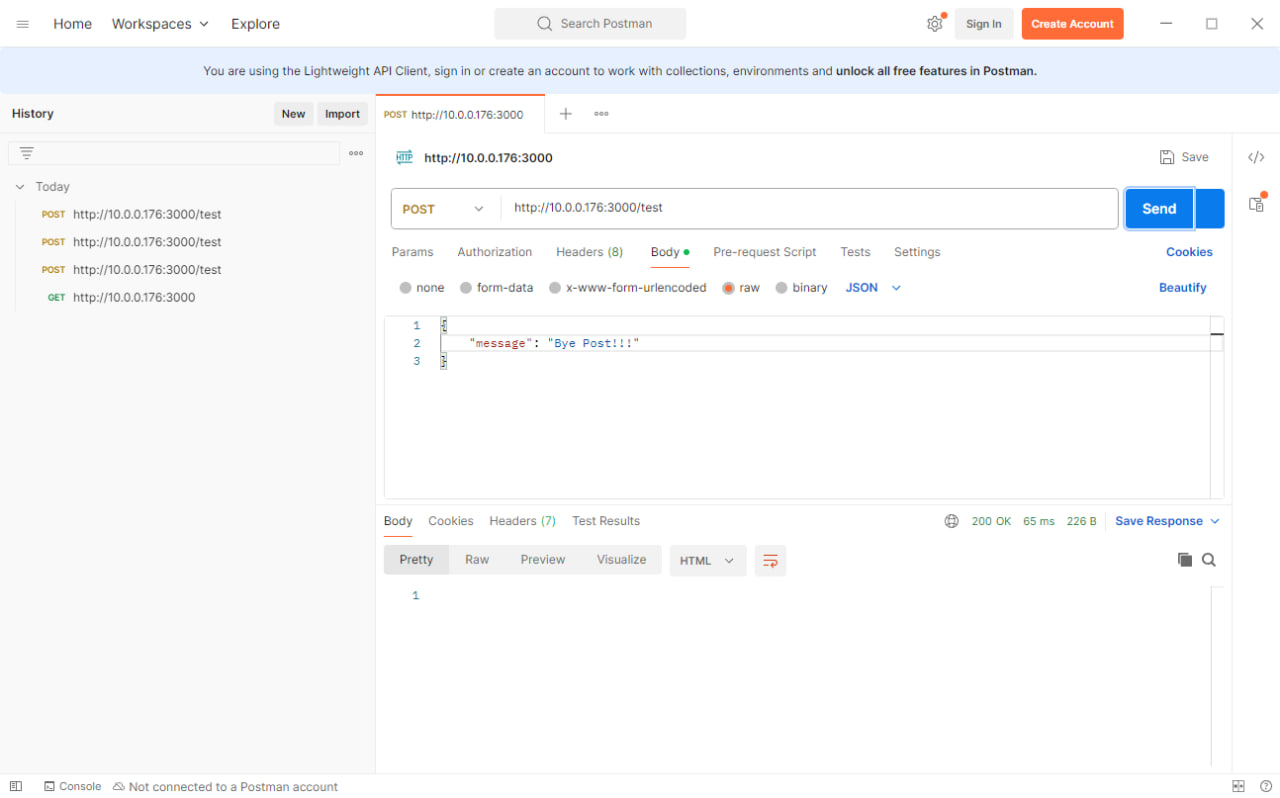 Home Workspaces Explore Search Postman Sign In Create Account
You are using the Lightweight API Client, sign in or create an account to work with collections, environments and unlock all free features in Postman.
History New Import
Today
POST http://10.0.0.176:3000/test
POST http://10.0.0.176:3000/test
POST http://10.0.0.176:3000/test
GET http://10.0.0.176:3000
POST http://10.0.0.176:3000
HTTP http://10.0.0.176:3000 Save
POST http://10.0.0.176:3000/test Send
Params Authorization Headers (8) Body Pre-request Script Tests Settings Cookies
none form-data x-www-form-urlencoded raw binary JSON Beautify
1 {
2 "message": "Bye Post!!!"
3 }
Body Cookies Headers (7) Test Results 200 OK 65 ms 226 B Save Response
Pretty Raw Preview Visualize HTML
1
Console Not connected to a Postman account